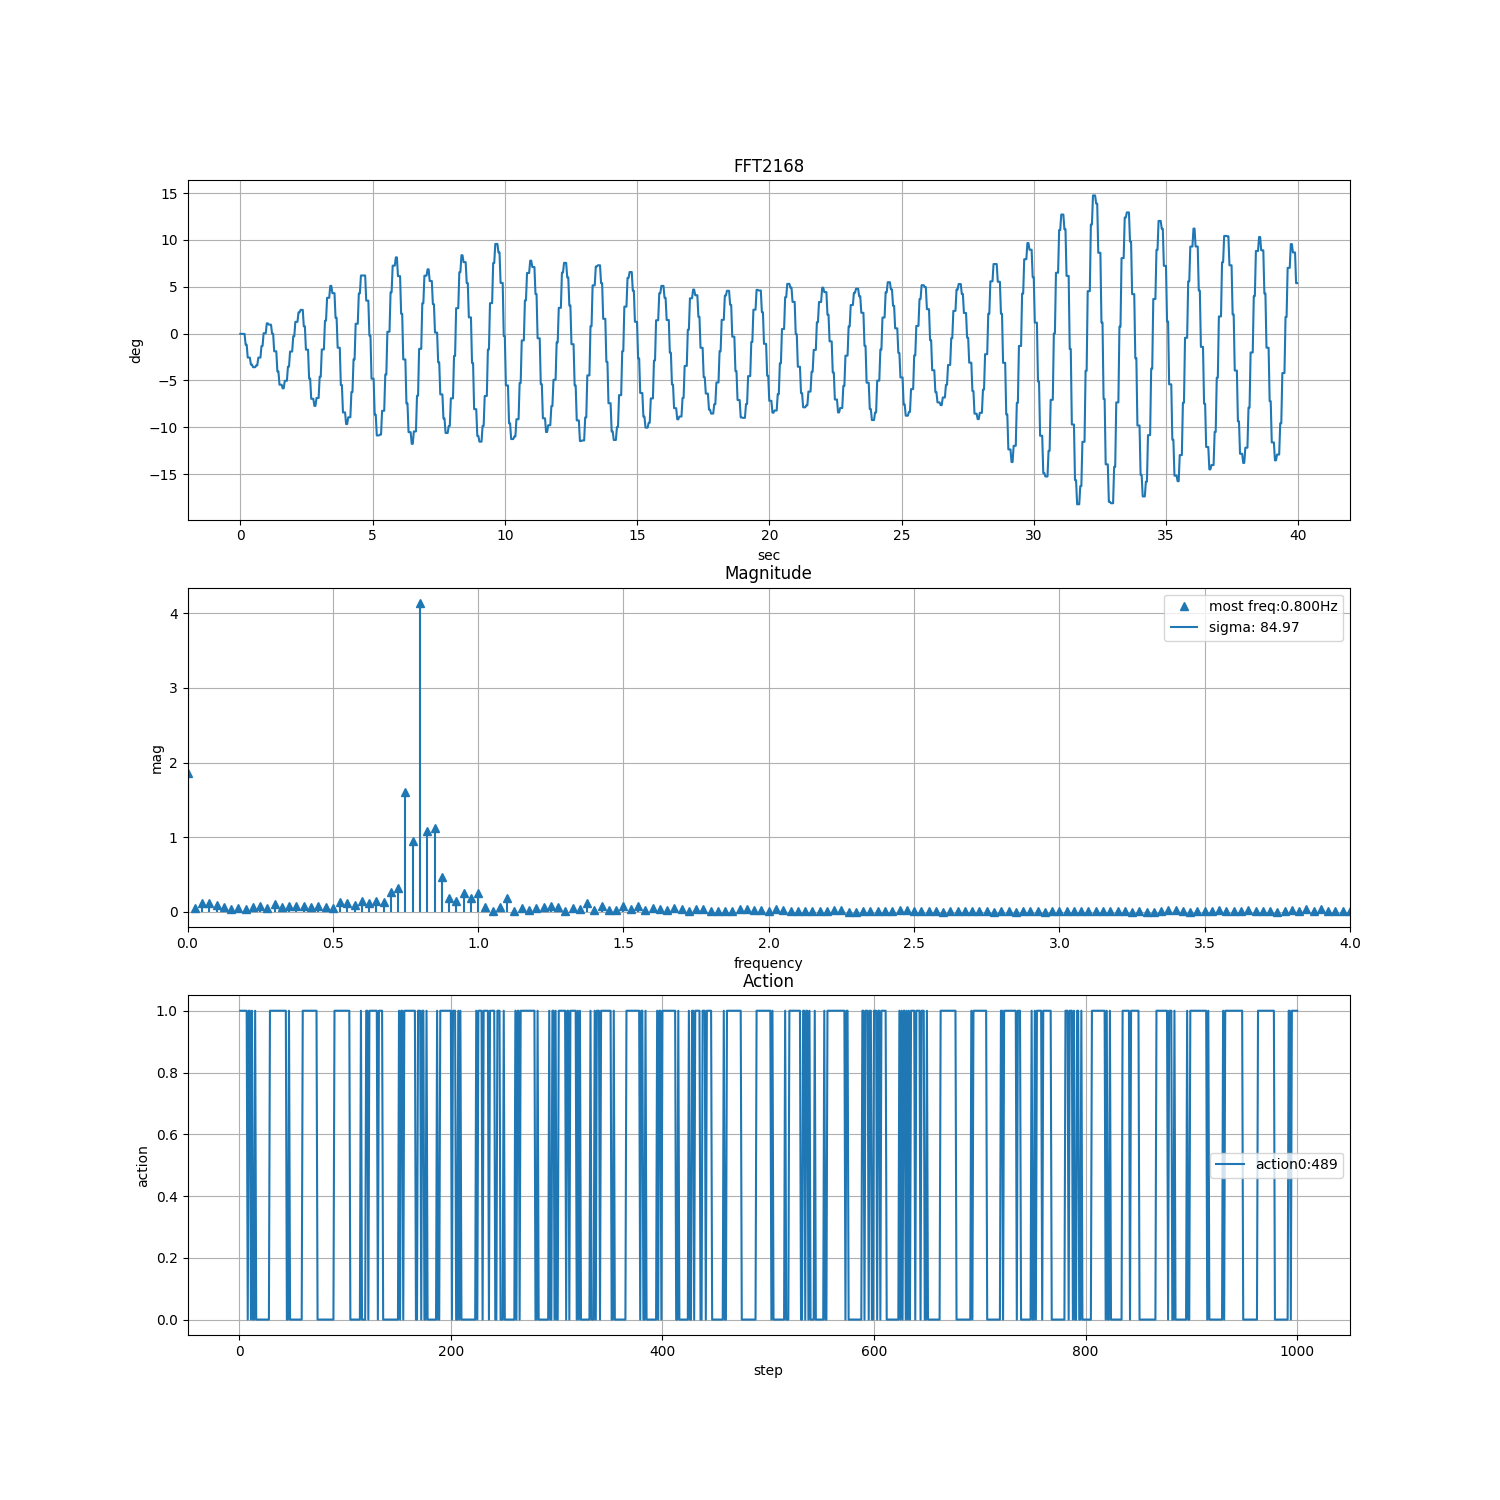 FFT2168
15
10
5
0
−5
−10
−15
deg
0 5 10 15 20 25 30 35 40
sec
Magnitude
most freq:0.800Hz
sigma: 84.97
4
3
2
1
0
mag
0.0 0.5 1.0 1.5 2.0 2.5 3.0 3.5 4.0
frequency
Action
1.0
0.8
0.6
0.4
0.2
0.0
action
action0:489
0 200 400 600 800 1000
step